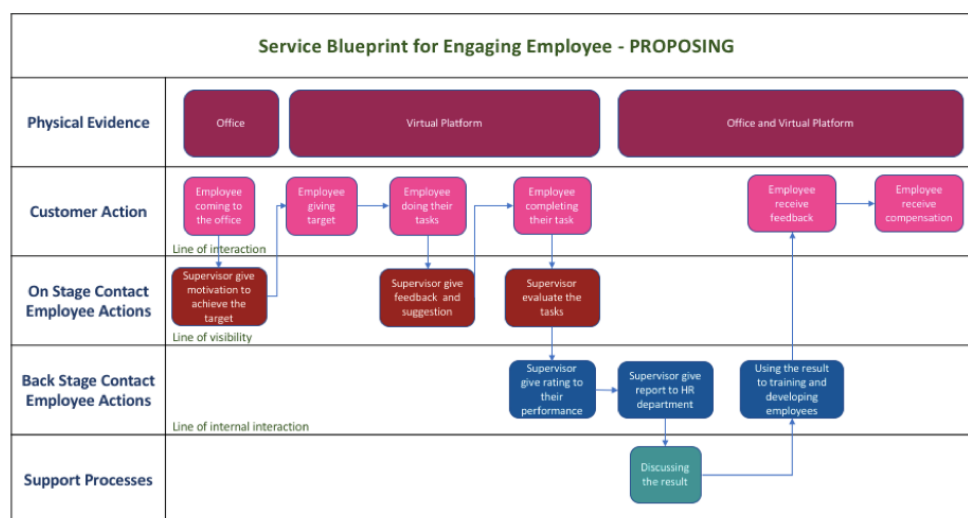 Service Blueprint for Engaging Employee - PROPOSING
Physical Evidence
Office
Virtual Platform
Office and Virtual Platform
Customer Action
Employee
coming to
the office
Employee
giving
target
Employee
doing their
tasks
Employee
completing
their task
Employee
receive
feedback
Employee
receive
compensation
Line of interaction
On Stage Contact
Employee Actions
Supervisor give
motivation to
achieve the
target
Supervisor give
feedback and
suggestion
Supervisor
evaluate the
tasks
Line of visibility
Back Stage Contact
Employee Actions
Supervisor
give rating to
their
performance
Supervisor give
report to HR
department
Using the result
to training and
developing
employees
Line of internal interaction
Support Processes
Discussing
the result